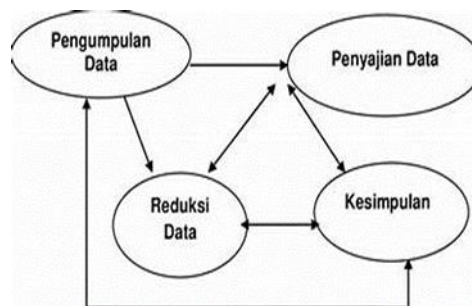 Pengumpulan
Data
Penyajian Data
Reduksi
Data
Kesimpulan